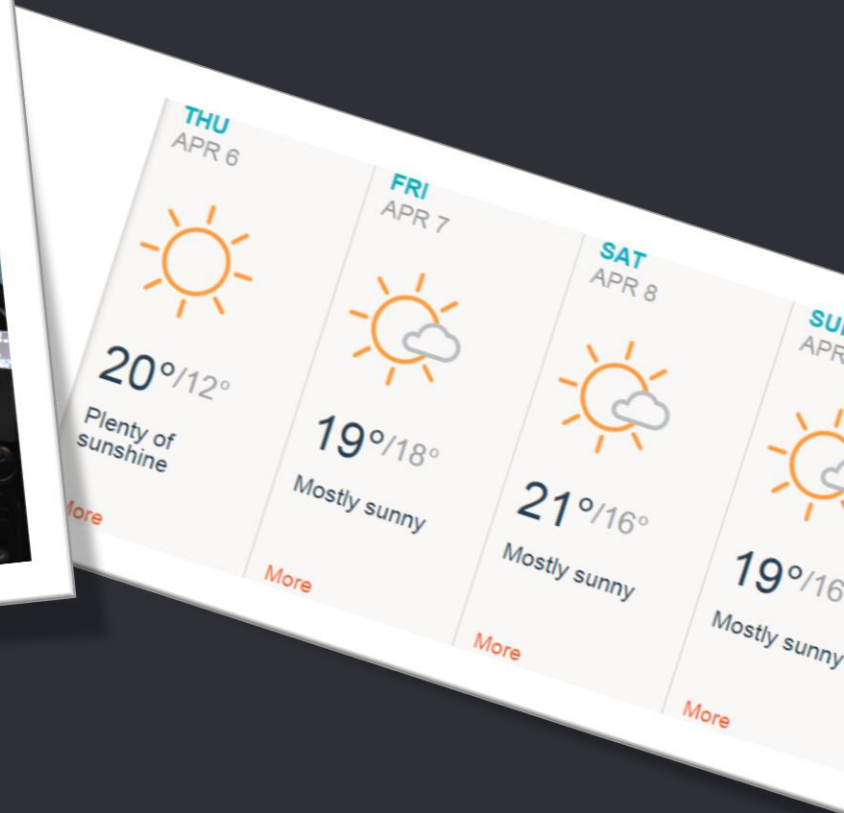 THU
APR 6
20°/12°
Plenty of
sunshine
FRI
APR 7
19°/18°
Mostly sunny
More
SAT
APR 8
21°/16°
Mostly sunny
More
APR
19°/16
Mostly sunny
More